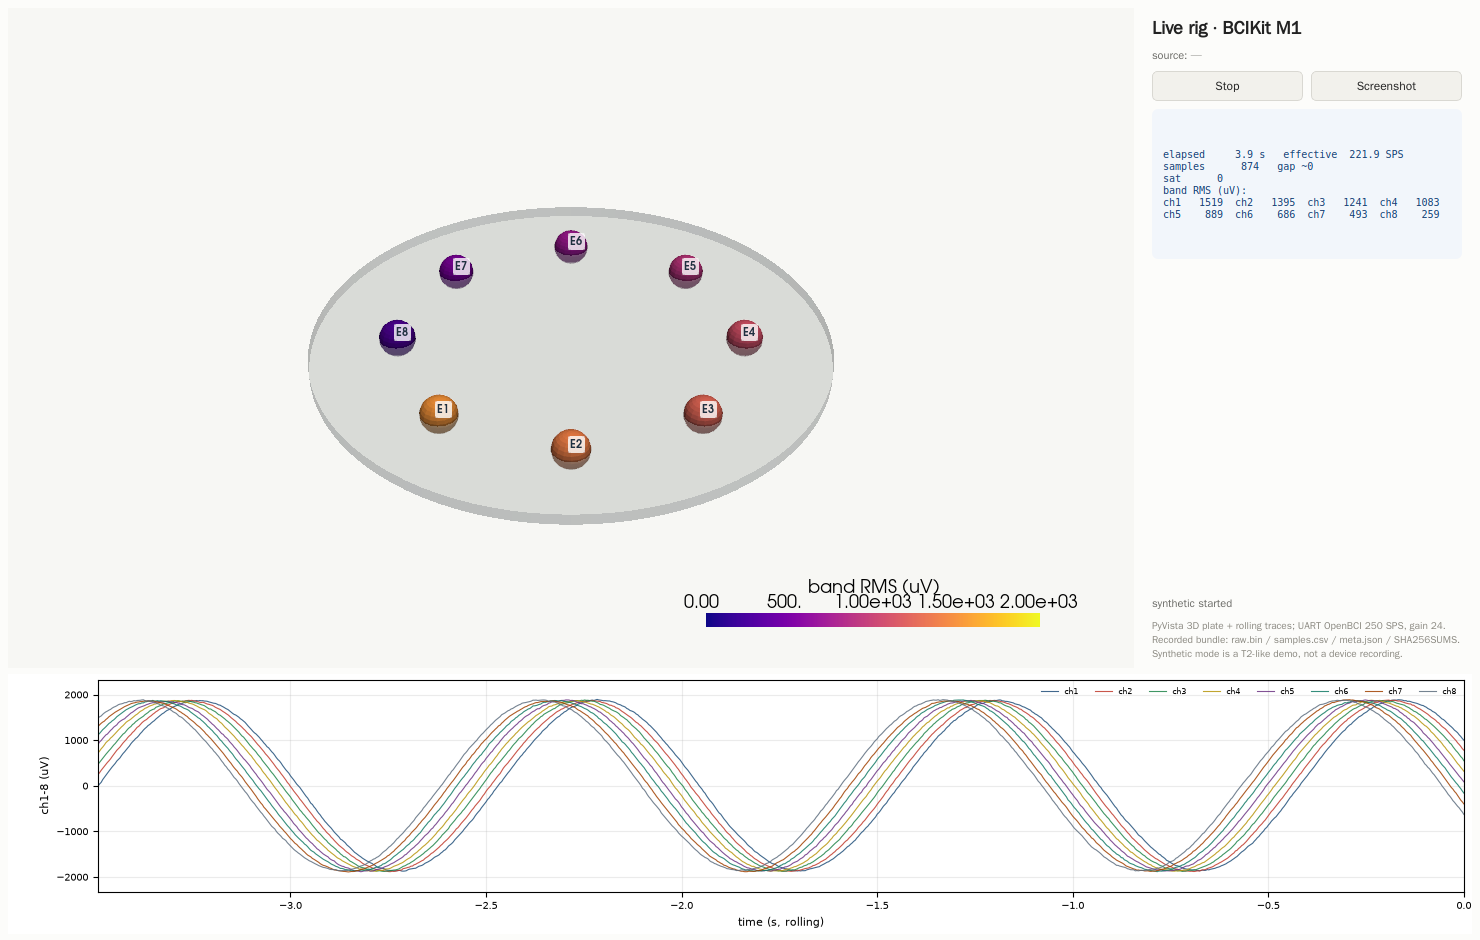 Live rig · BCIKit M1
source: —
Stop
Screenshot
elapsed 3.9 s effective 221.9 SPS
samples 874 gap ~0
sat 0
band RMS (uV):
ch1 1519 ch2 1395 ch3 1241 ch4 1083
ch5 889 ch6 686 ch7 493 ch8 259
E6
E7
E5
E8
E4
E1
E3
E2
band RMS (uV)
0.00 500. 1.00e+03 1.50e+03 2.00e+03
synthetic started
PyVista 3D plate + rolling traces; UART OpenBCI 250 SPS, gain 24.
Recorded bundle: raw.bin / samples.csv / meta.json / SHA256SUMS.
Synthetic mode is a T2-like demo, not a device recording.
ch1 ch2 ch3 ch4 ch5 ch6 ch7 ch8
ch1-8 (uV)
2000
1000
0
−1000
−2000
−3.0 −2.5 −2.0 −1.5 −1.0 −0.5 0.0
time (s, rolling)